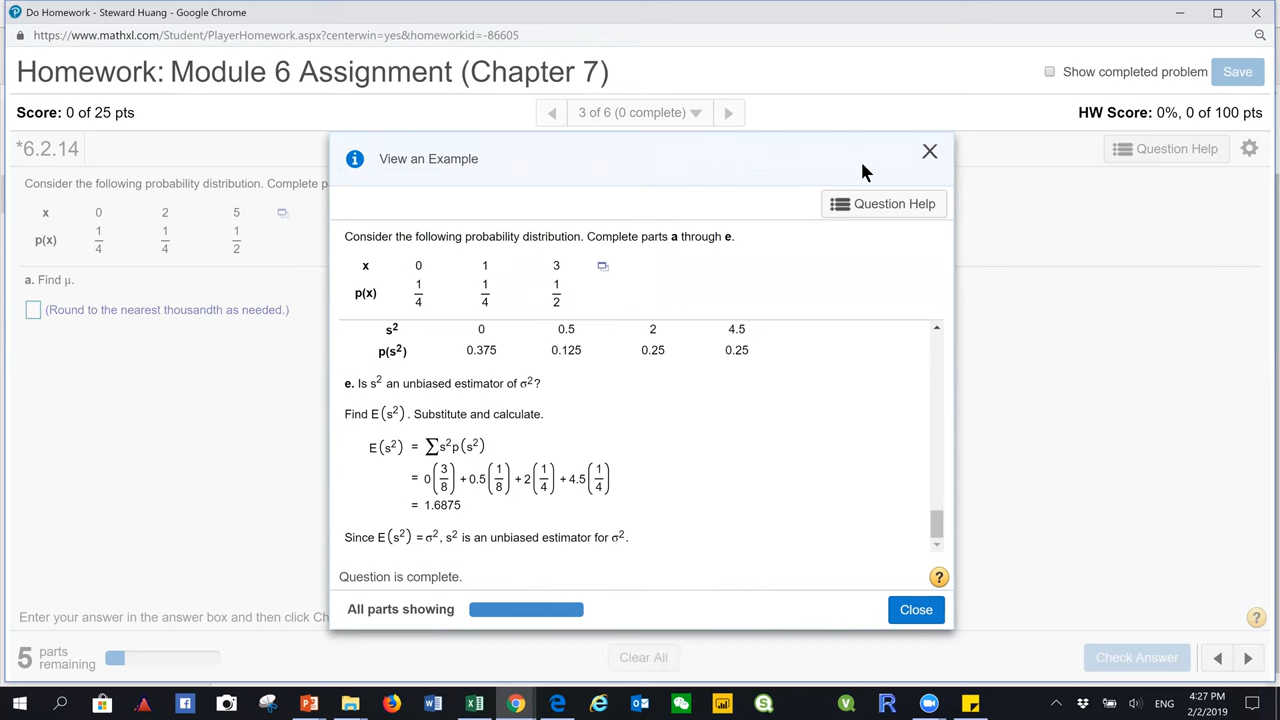 Do Homework - Steward Huang - Google Chrome
https://www.mathxl.com/Student/PlayerHomework.aspx?centerwin=yes&homeworkid=-86605
Homework: Module 6 Assignment (Chapter 7)
Show completed problem
Save
Score: 0 of 25 pts
3 of 6 (0 complete)
HW Score: 0%, 0 of 100 pts
*6.2.14
Question Help
Consider the following probability distribution. Complete p
x 0 2 5
p(x) 1/4 1/4 1/2
a. Find μ.
(Round to the nearest thousandth as needed.)
View an Example
Question Help
Consider the following probability distribution. Complete parts a through e.
x 0 1 3
p(x) 1/4 1/4 1/2
s² 0 0.5 2 4.5
p(s²) 0.375 0.125 0.25 0.25
e. Is s² an unbiased estimator of σ²?
Find E(s²). Substitute and calculate.
E(s²) = ∑s²p(s²)
= 0(3/8) + 0.5(1/8) + 2(1/4) + 4.5(1/4)
= 1.6875
Since E(s²) = σ², s² is an unbiased estimator for σ².
Question is complete.
?
All parts showing
Close
Enter your answer in the answer box and then click Ch
?
5 parts
remaining
Clear All
Check Answer
ENG
4:27 PM
2/2/2019